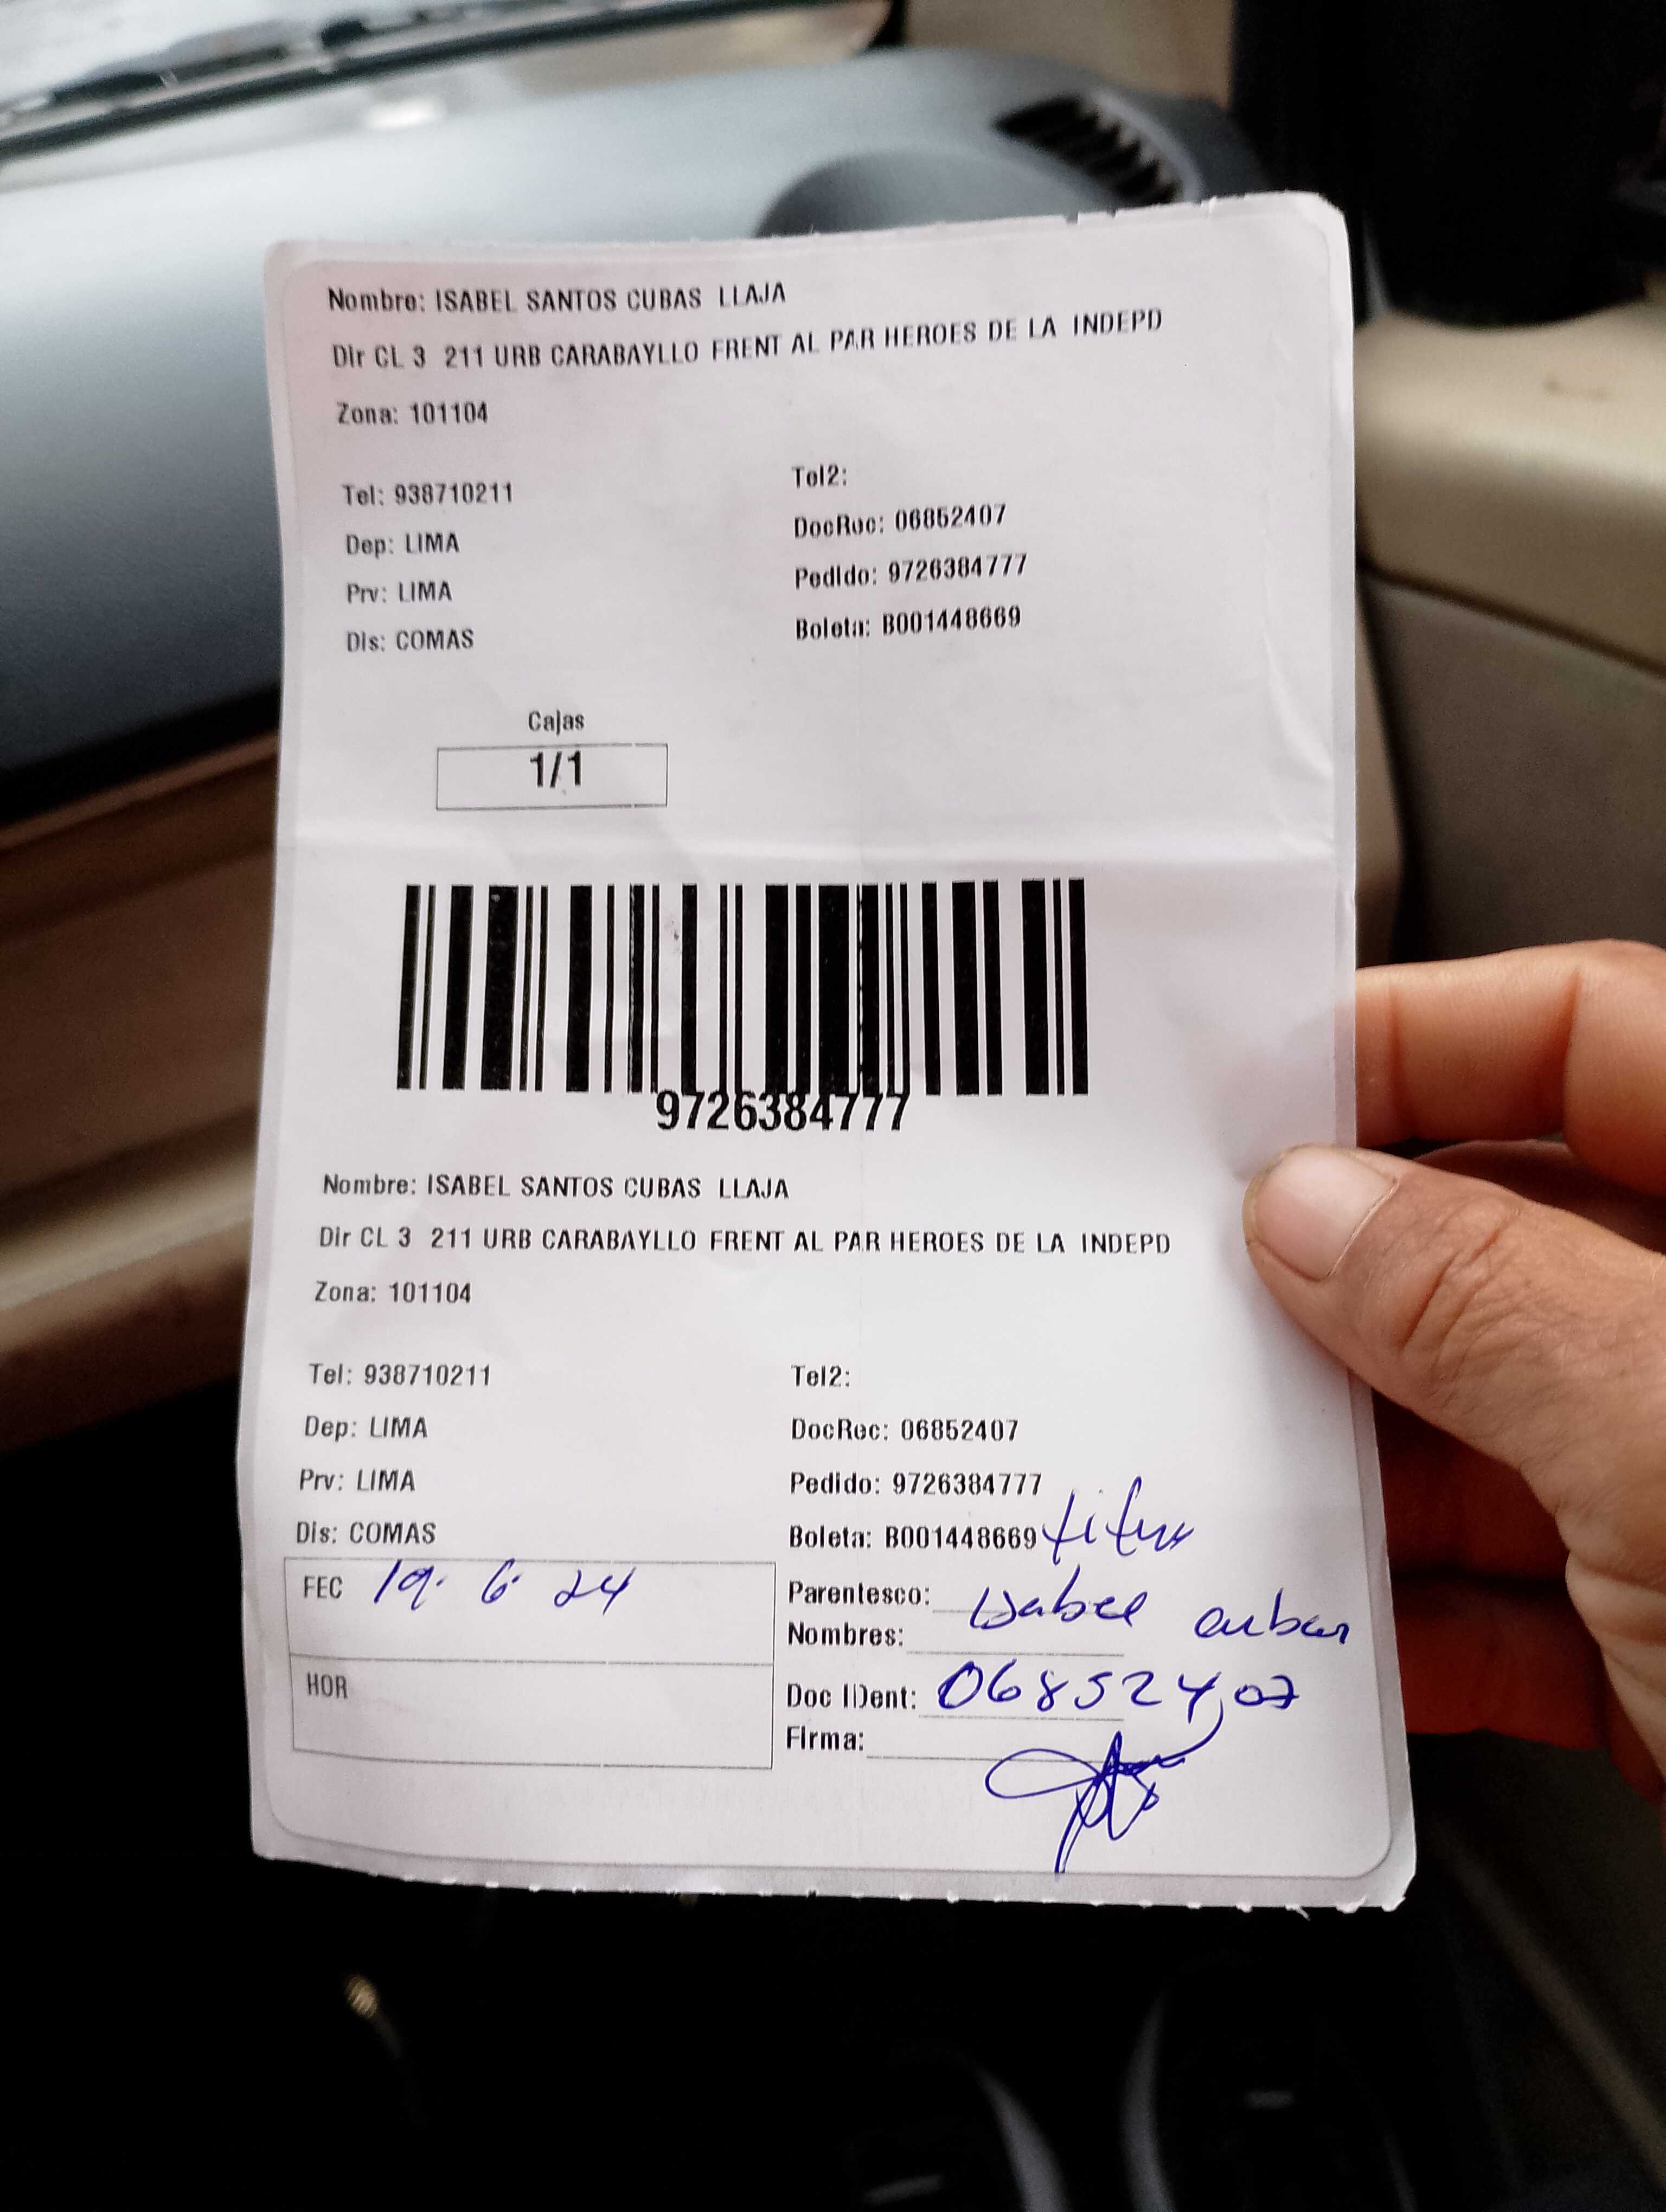 Nombre: ISABEL SANTOS CUBAS LLAJA
Dir CL 3 211 URB CARABAYLLO FRENT AL PAR HEROES DE LA INDEPD
Zona: 101104
Tel: 938710211
Tel2:
Dep: LIMA
DocRec: 06852407
Prv: LIMA
Pedido: 9726384777
Dis: COMAS
Boleta: B001448669
Cajas
1/1
9726384777
Nombre: ISABEL SANTOS CUBAS LLAJA
Dir CL 3 211 URB CARABAYLLO FRENT AL PAR HEROES DE LA INDEPD
Zona: 101104
Tel: 938710211
Tel2:
Dep: LIMA
DocRec: 06852407
Prv: LIMA
Pedido: 9726384777
Dis: COMAS
Boleta: B001448669
FEC 19. 6. 24
Parentesco:
Isabel Cubas
Nombres:
HOR
Doc IDent: 06852407
Firma: